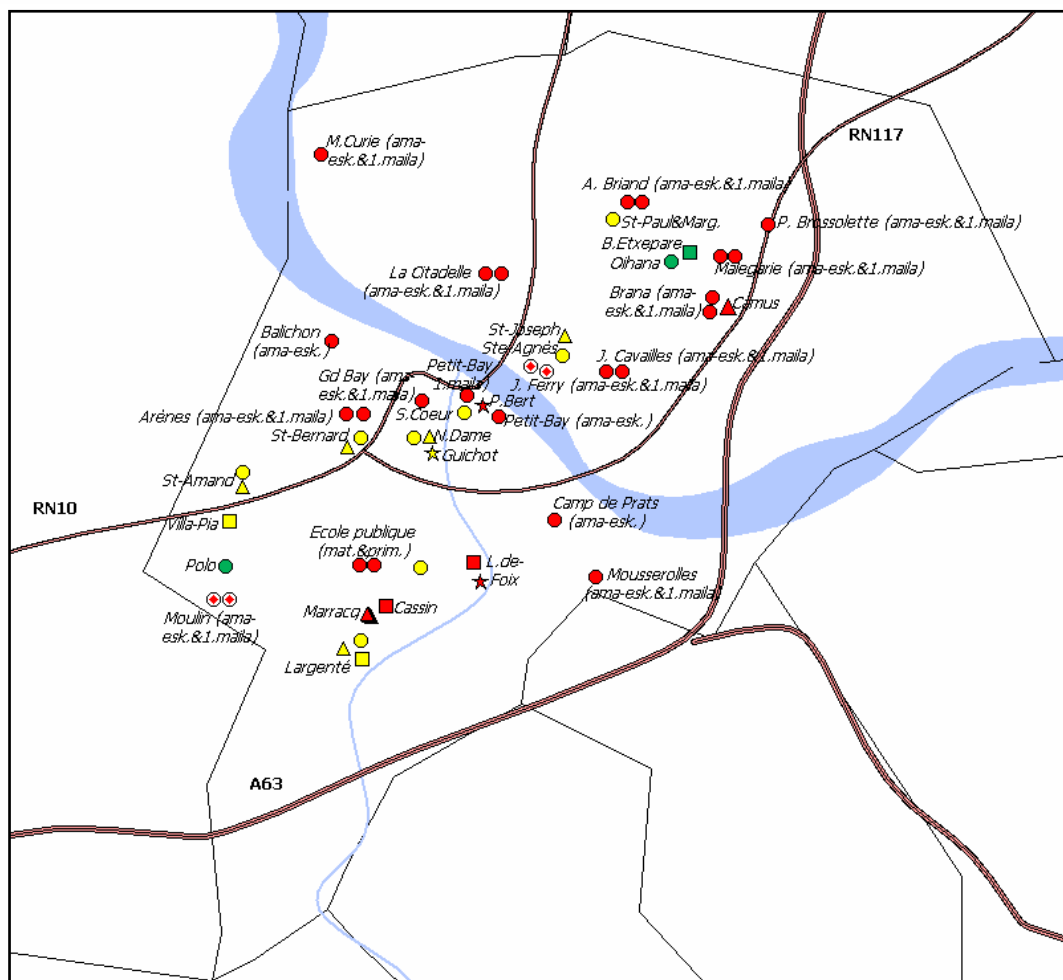 RN117
M.Curie (ama-
esk.&1.maila)
A. Briand (ama-esk.&1.maila)
St-Paul&Marg.
P. Brossolette (ama-esk.&1.maila)
B.Etxepare
Oihana
Malegarie (ama-esk.&1.maila)
La Citadelle
(ama-esk.&1.maila)
Brana (ama-
esk.&1.maila)
Camus
St-Joseph
Ste-Agnès
Balichon
(ama-esk.)
J. Cavailles (ama-esk.&1.maila)
Petit-Bay
1.maila)
J. Ferry (ama-esk.&1.maila)
Gd Bay (ama-
esk.&1.maila)
P.Bert
Arènes (ama-esk.&1.maila)
S.Coeur
Petit-Bay (ama-esk.)
St-Bernard
N.Dame
Guichot
St-Amand
RN10
Villa-Pia
Camp de Prats
(ama-esk.)
Ecole publique
(mat.&prim.)
Polo
L.de-
Foix
Mousserolles
(ama-esk.&1.maila)
Moulin (ama-
esk.&1.maila)
Marracq
Cassin
Largenté
A63